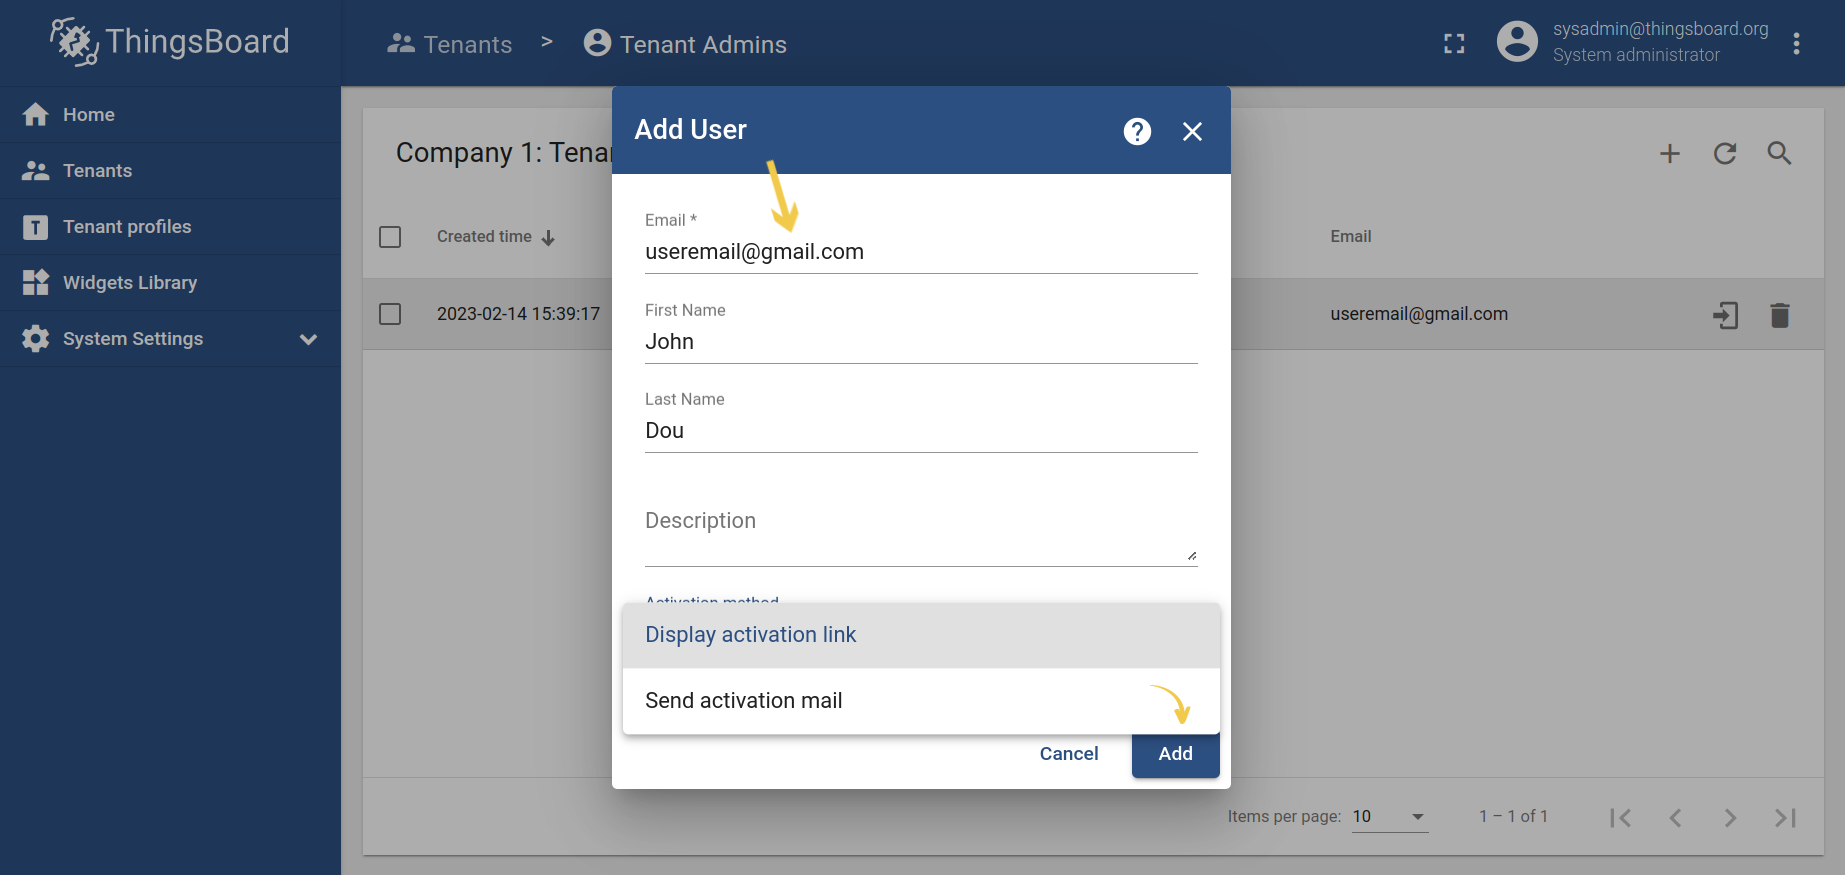 ThingsBoard
Tenants > Tenant Admins
sysadmin@thingsboard.org
System administrator
Home
Tenants
Tenant profiles
Widgets Library
System Settings
Company 1: Tena
Created time
Email
2023-02-14 15:39:17
useremail@gmail.com
Items per page: 10
1 – 1 of 1
Add User
Email *
useremail@gmail.com
First Name
John
Last Name
Dou
Description
Activation method
Display activation link
Send activation mail
Cancel
Add